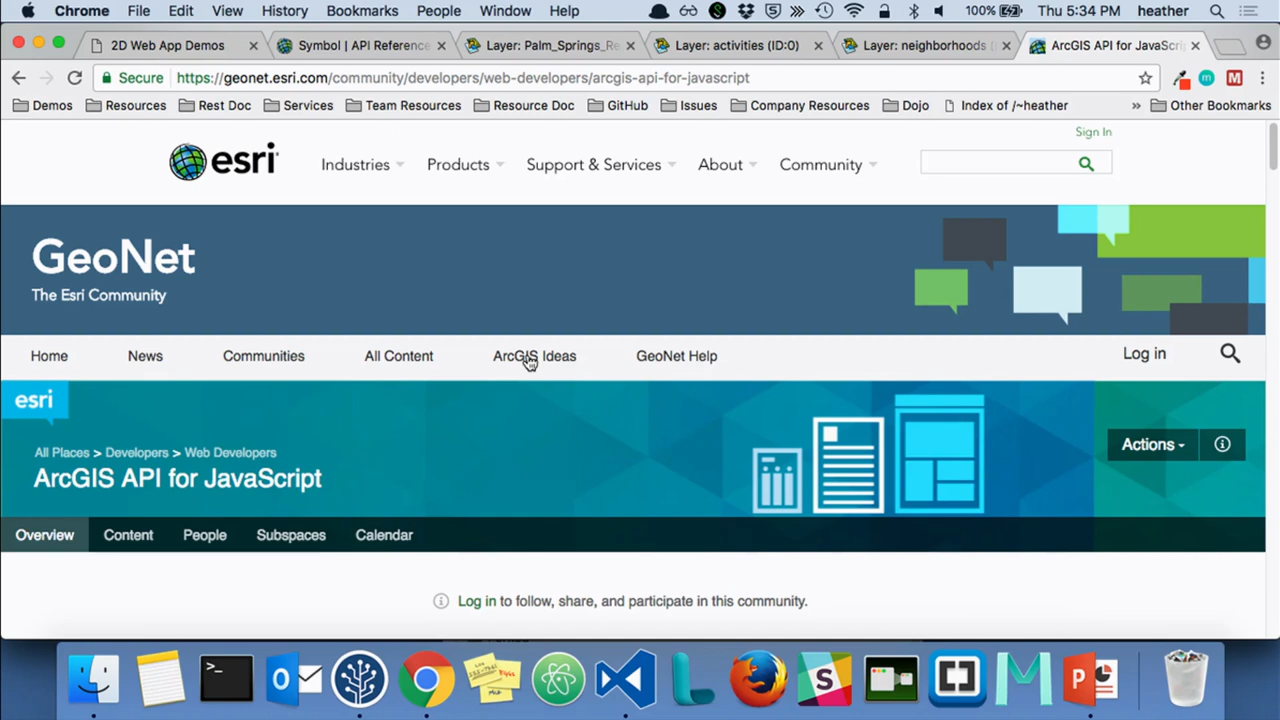 Chrome File Edit View History Bookmarks People Window Help 100% Thu 5:34 PM heather
2D Web App Demos Symbol | API Reference Layer: Palm_Springs_Re Layer: activities (ID:0) Layer: neighborhoods ( ArcGIS API for JavaScri
Secure https://geonet.esri.com/community/developers/web-developers/arcgis-api-for-javascript
Demos Resources Rest Doc Services Team Resources Resource Doc GitHub Issues Company Resources Dojo Index of /~heather » Other Bookmarks
Sign In
esri Industries Products Support & Services About Community
GeoNet
The Esri Community
Home News Communities All Content ArcGIS Ideas GeoNet Help Log in
esri
All Places > Developers > Web Developers
ArcGIS API for JavaScript
Actions
Overview Content People Subspaces Calendar
Log in to follow, share, and participate in this community.